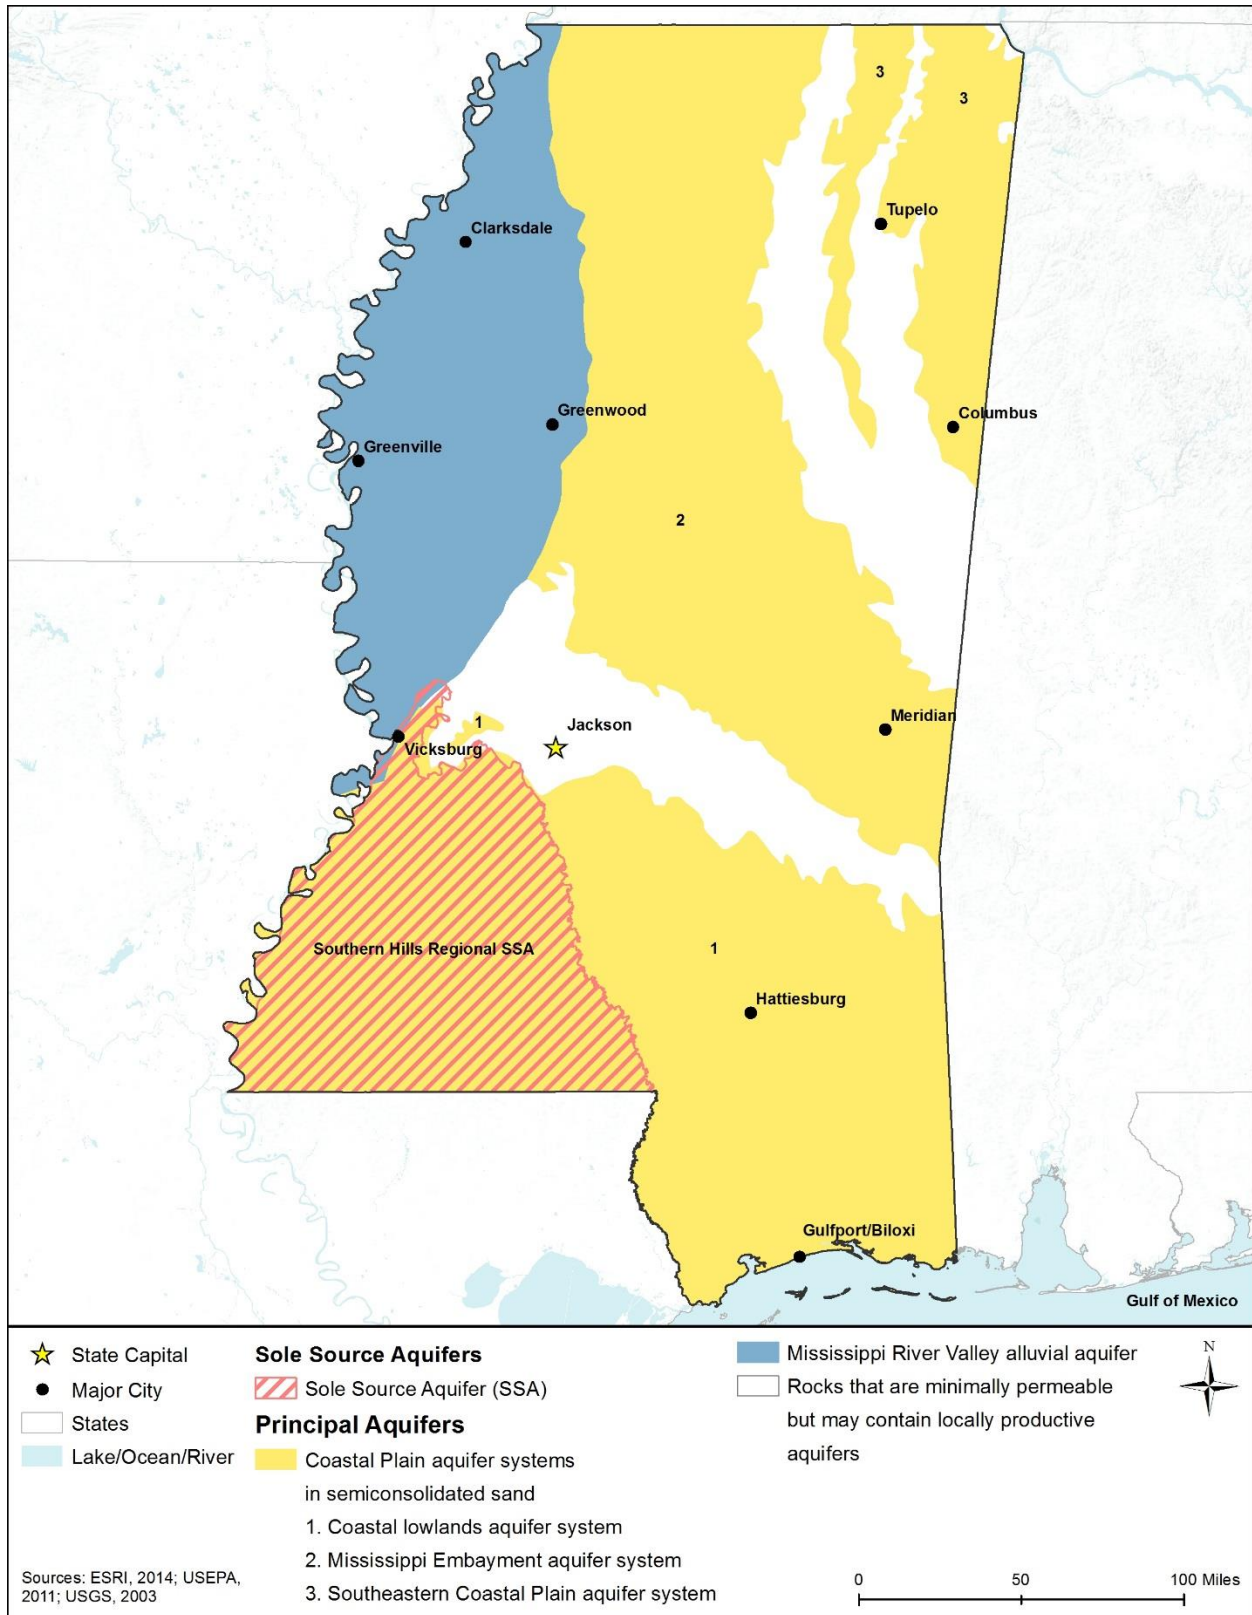 3
3
Tupelo
Clarksdale
Greenwood
Columbus
Greenville
2
Meridian
1
Jackson
Vicksburg
Southern Hills Regional SSA
1
Hattiesburg
Gulfport/Biloxi
Gulf of Mexico
State Capital
Major City
States
Lake/Ocean/River
Sole Source Aquifers
Sole Source Aquifer (SSA)
Principal Aquifers
Coastal Plain aquifer systems
in semiconsolidated sand
1. Coastal lowlands aquifer system
2. Mississippi Embayment aquifer system
3. Southeastern Coastal Plain aquifer system
Mississippi River Valley alluvial aquifer
Rocks that are minimally permeable
but may contain locally productive
aquifers
N
Sources: ESRI, 2014; USEPA,
2011; USGS, 2003
0 50 100 Miles